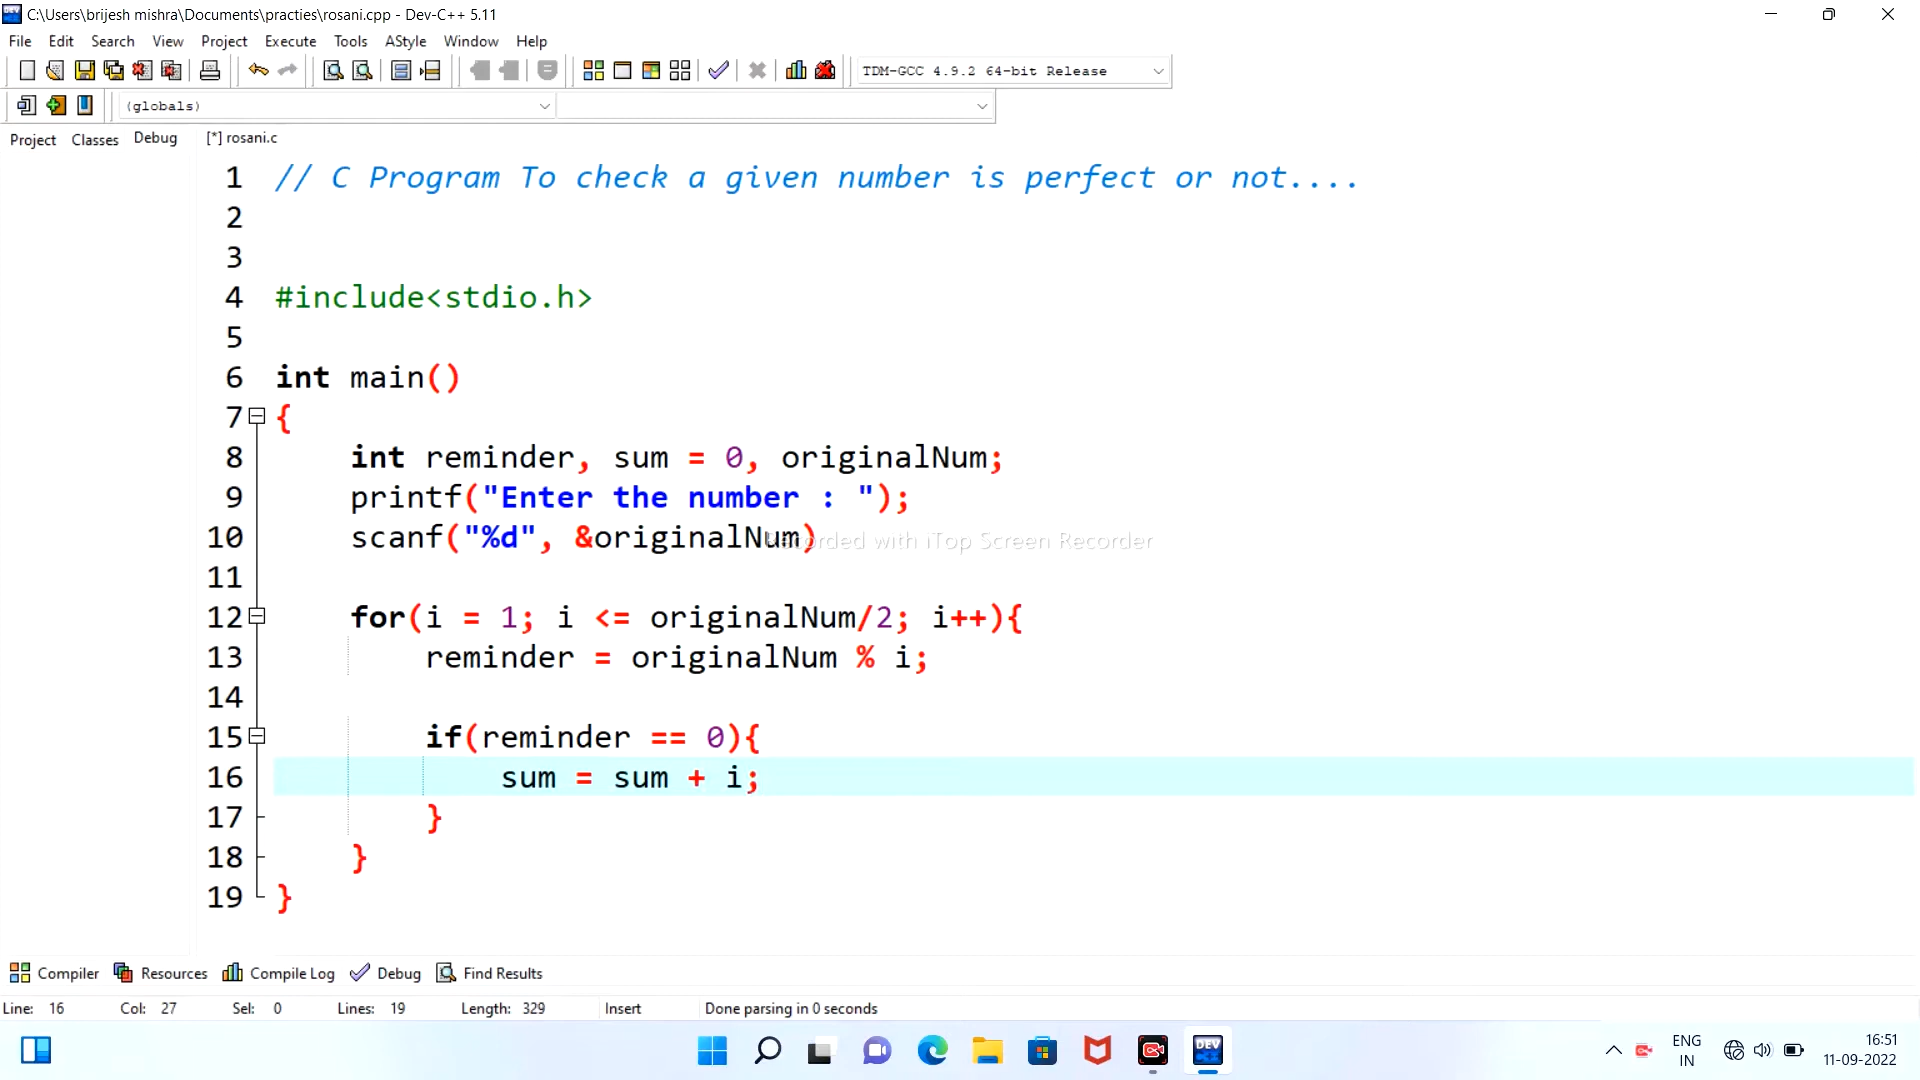 C:\Users\brijesh mishra\Documents\practies\rosani.cpp - Dev-C++ 5.11
File Edit Search View Project Execute Tools AStyle Window Help
TDM-GCC 4.9.2 64-bit Release
(globals)
Project Classes Debug [*] rosani.c
1 // C Program To check a given number is perfect or not....
2
3
4 #include<stdio.h>
5
6 int main()
7 {
8 int reminder, sum = 0, originalNum;
9 printf("Enter the number : ");
10 scanf("%d", &originalNum)
Recorded with iTop Screen Recorder
11
12 for(i = 1; i <= originalNum/2; i++){
13 reminder = originalNum % i;
14
15 if(reminder == 0){
16 sum = sum + i;
17 }
18 }
19 }
Compiler Resources Compile Log Debug Find Results
Line: 16 Col: 27 Sel: 0 Lines: 19 Length: 329 Insert Done parsing in 0 seconds
DEV
ENG
IN
16:51
11-09-2022